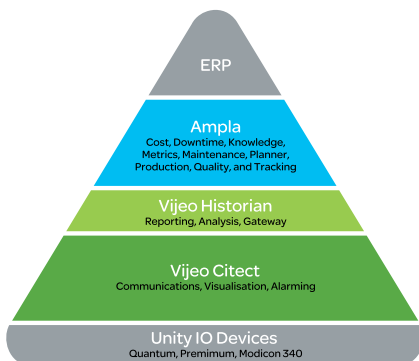 ERP
Ampla
Cost, Downtime, Knowledge,
Metrics, Maintenance, Planner,
Production, Quality, and Tracking
Vijeo Historian
Reporting, Analysis, Gateway
Vijeo Citect
Communications, Visualisation, Alarming
Unity IO Devices
Quantum, Premimum, Modicon 340